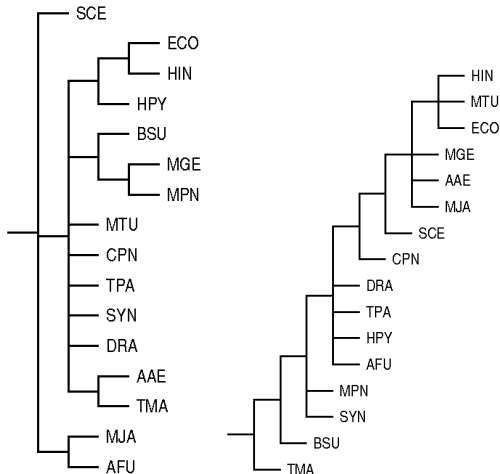 SCE
ECO
HIN
HPY
BSU
MGE
MPN
MTU
CPN
TPA
SYN
DRA
AAE
TMA
MJA
AFU
HIN
MTU
ECO
MGE
AAE
MJA
SCE
CPN
DRA
TPA
HPY
AFU
MPN
SYN
BSU
TMA